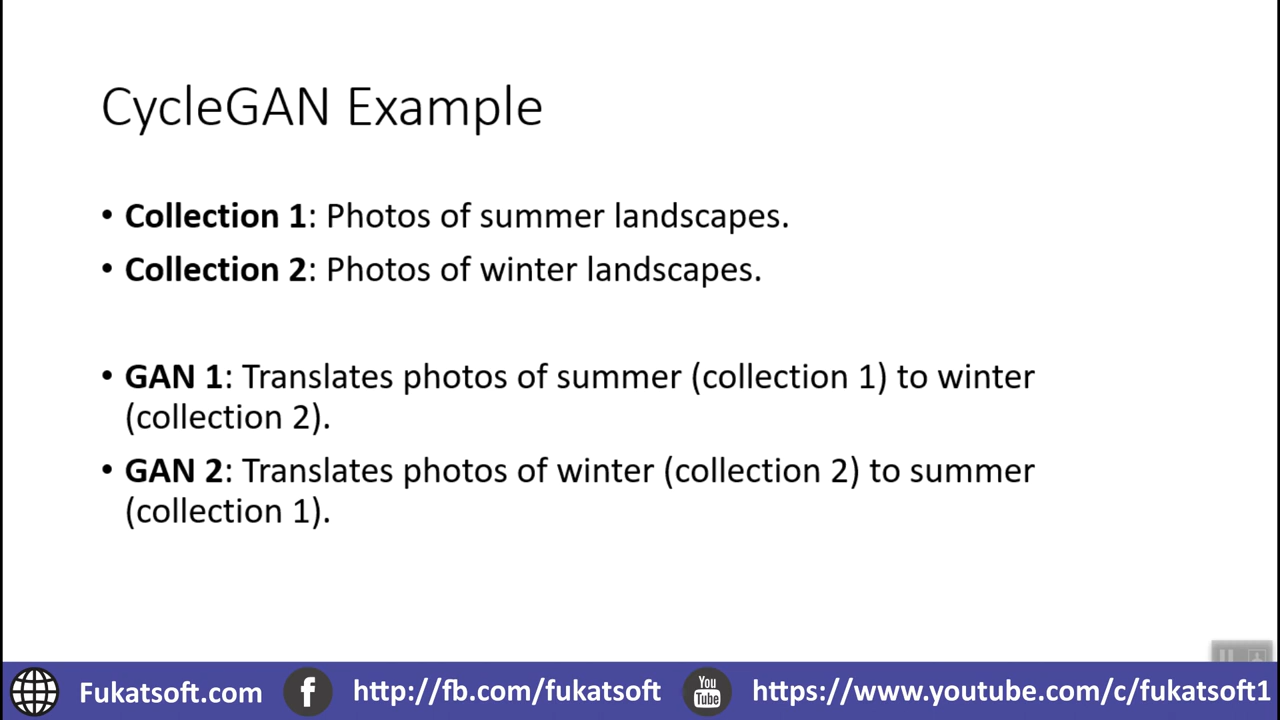 CycleGAN Example
• Collection 1: Photos of summer landscapes.
• Collection 2: Photos of winter landscapes.
• GAN 1: Translates photos of summer (collection 1) to winter
(collection 2).
• GAN 2: Translates photos of winter (collection 2) to summer
(collection 1).
Fukatsoft.com f http://fb.com/fukatsoft You Tube https://www.youtube.com/c/fukatsoft1